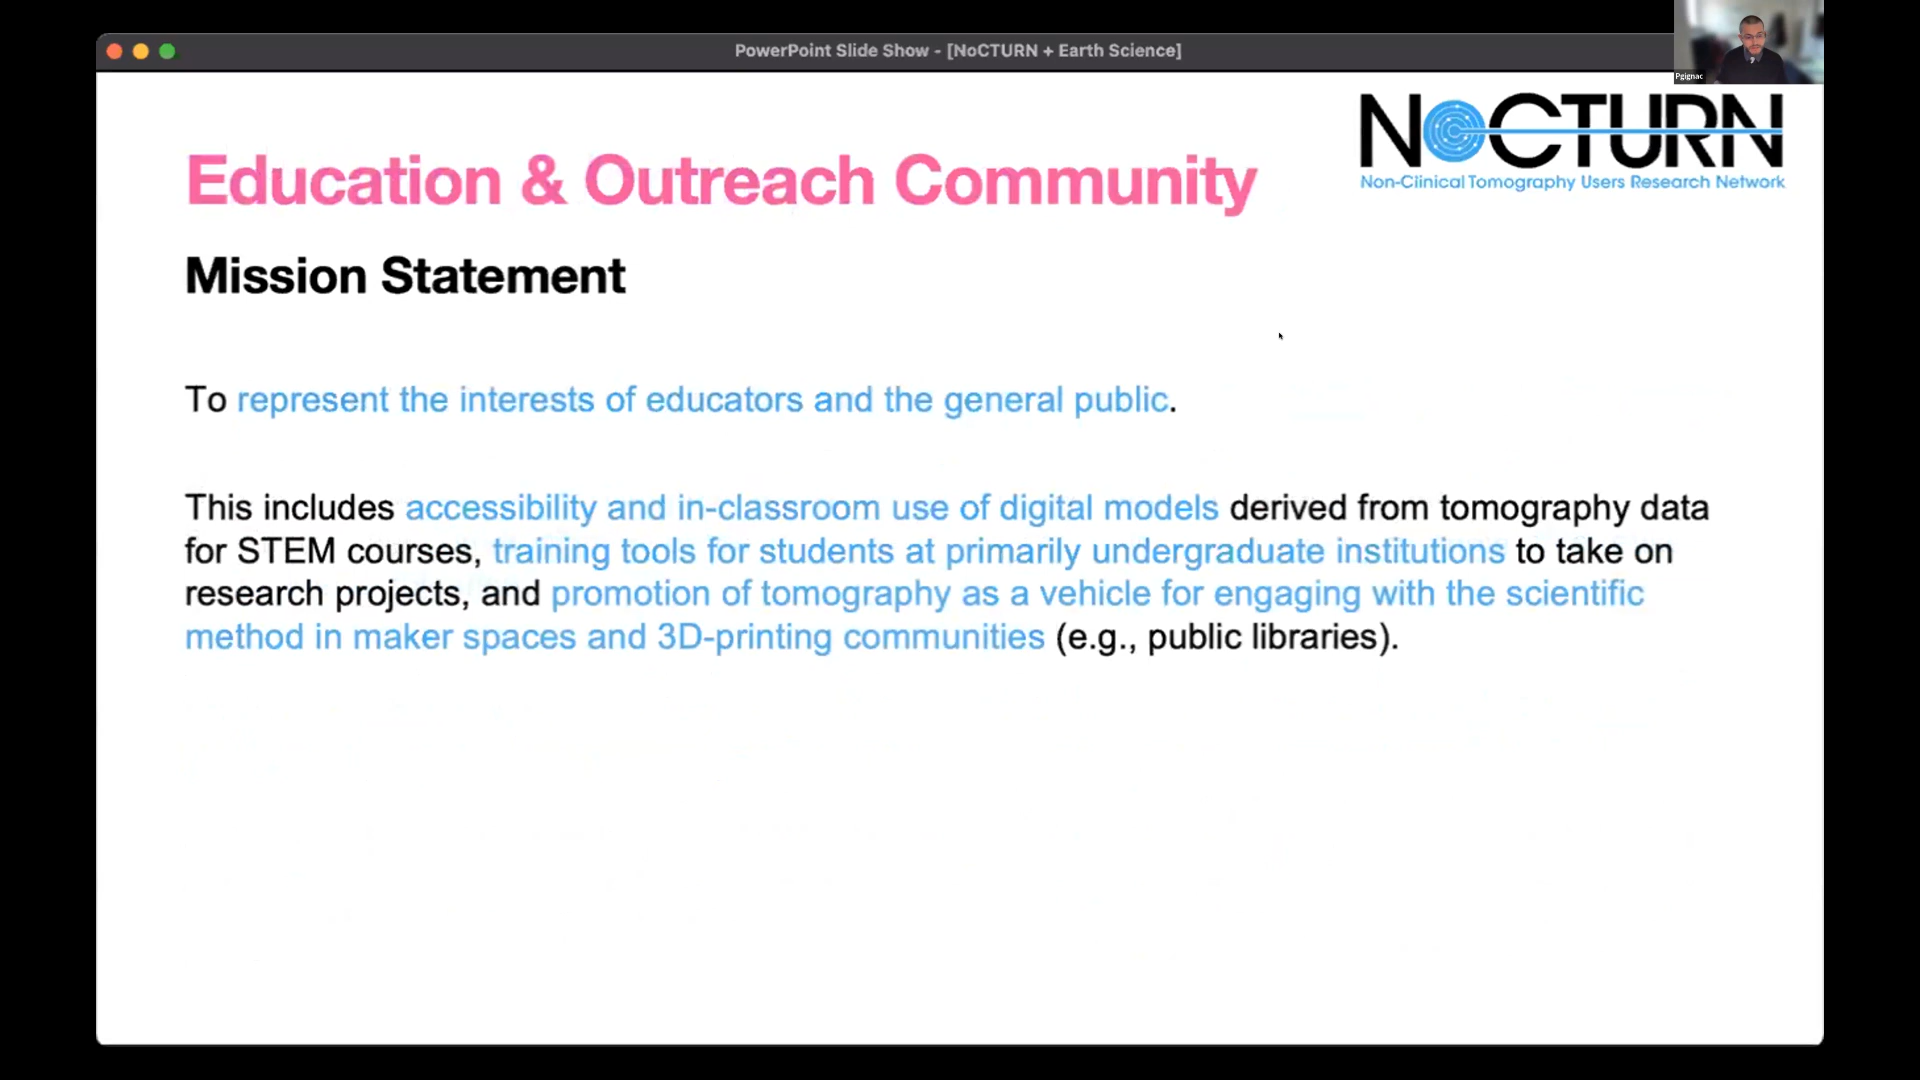 PowerPoint Slide Show - [NoCTURN + Earth Science]
Pgignac
NoCTURN
Non-Clinical Tomography Users Research Network
Education & Outreach Community
Mission Statement
To represent the interests of educators and the general public.
This includes accessibility and in-classroom use of digital models derived from tomography data
for STEM courses, training tools for students at primarily undergraduate institutions to take on
research projects, and promotion of tomography as a vehicle for engaging with the scientific
method in maker spaces and 3D-printing communities (e.g., public libraries).